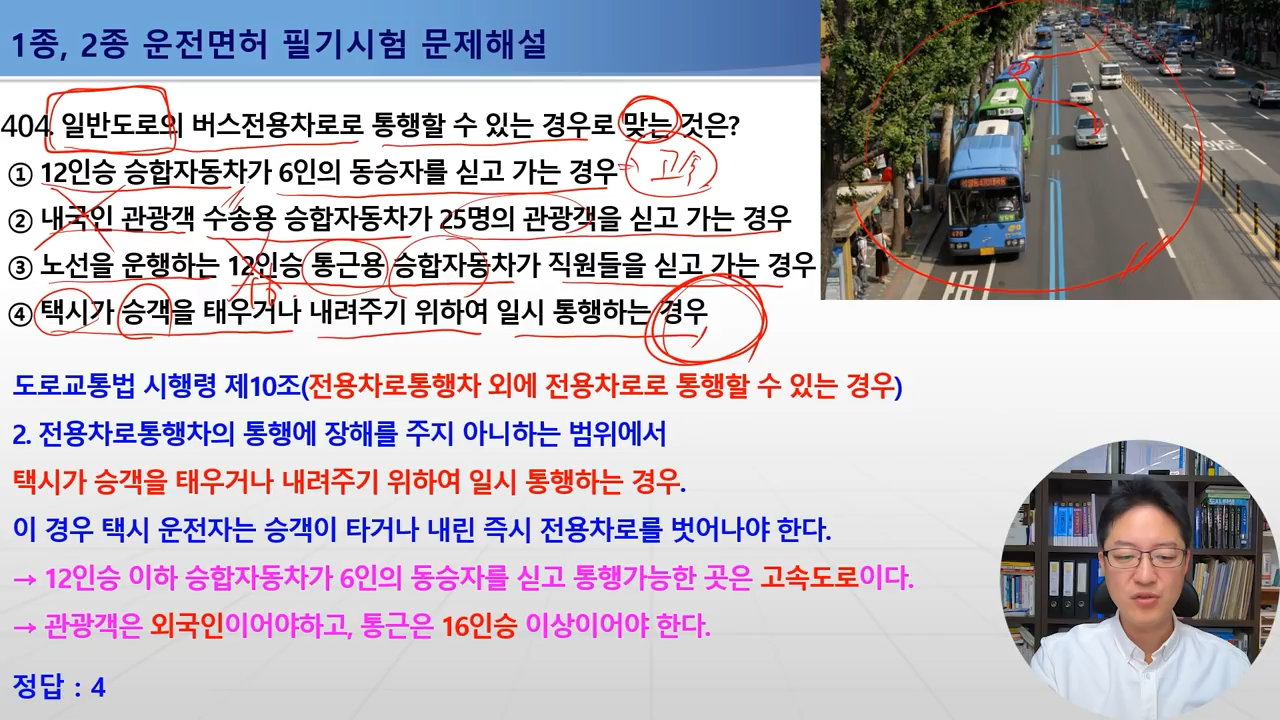 1종, 2종 운전면허 필기시험 문제해설
404. 일반도로의 버스전용차로로 통행할 수 있는 경우로 맞는 것은?
① 12인승 승합자동차가 6인의 동승자를 싣고 가는 경우
고속
② 내국인 관광객 수송용 승합자동차가 25명의 관광객을 싣고 가는 경우
③ 노선을 운행하는 12인승 통근용 승합자동차가 직원들을 싣고 가는 경우
④ 택시가 승객을 태우거나 내려주기 위하여 일시 통행하는 경우
도로교통법 시행령 제10조(전용차로통행차 외에 전용차로로 통행할 수 있는 경우)
2. 전용차로통행차의 통행에 장해를 주지 아니하는 범위에서
택시가 승객을 태우거나 내려주기 위하여 일시 통행하는 경우.
이 경우 택시 운전자는 승객이 타거나 내린 즉시 전용차로를 벗어나야 한다.
→ 12인승 이하 승합자동차가 6인의 동승자를 싣고 통행가능한 곳은 고속도로이다.
→ 관광객은 외국인이어야하고, 통근은 16인승 이상이어야 한다.
정답 : 4